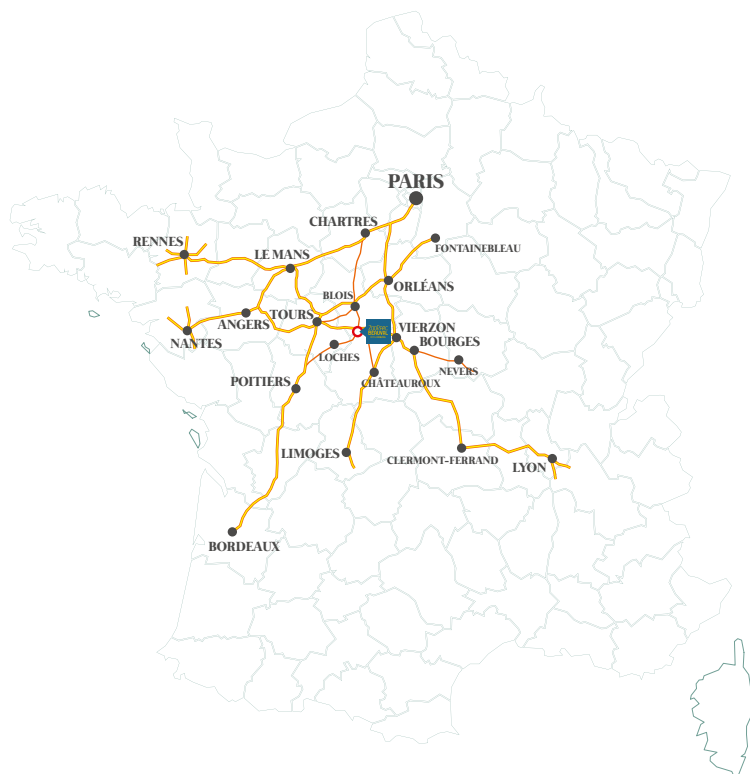 PARIS
CHARTRES
RENNES
FONTAINEBLEAU
LE MANS
ORLÉANS
BLOIS
TOURS
ANGERS
VIERZON
BEAUVAL
NANTES
BOURGES
LOCHES
NEVERS
POITIERS
CHÂTEAUROUX
LIMOGES
CLERMONT-FERRAND
LYON
BORDEAUX